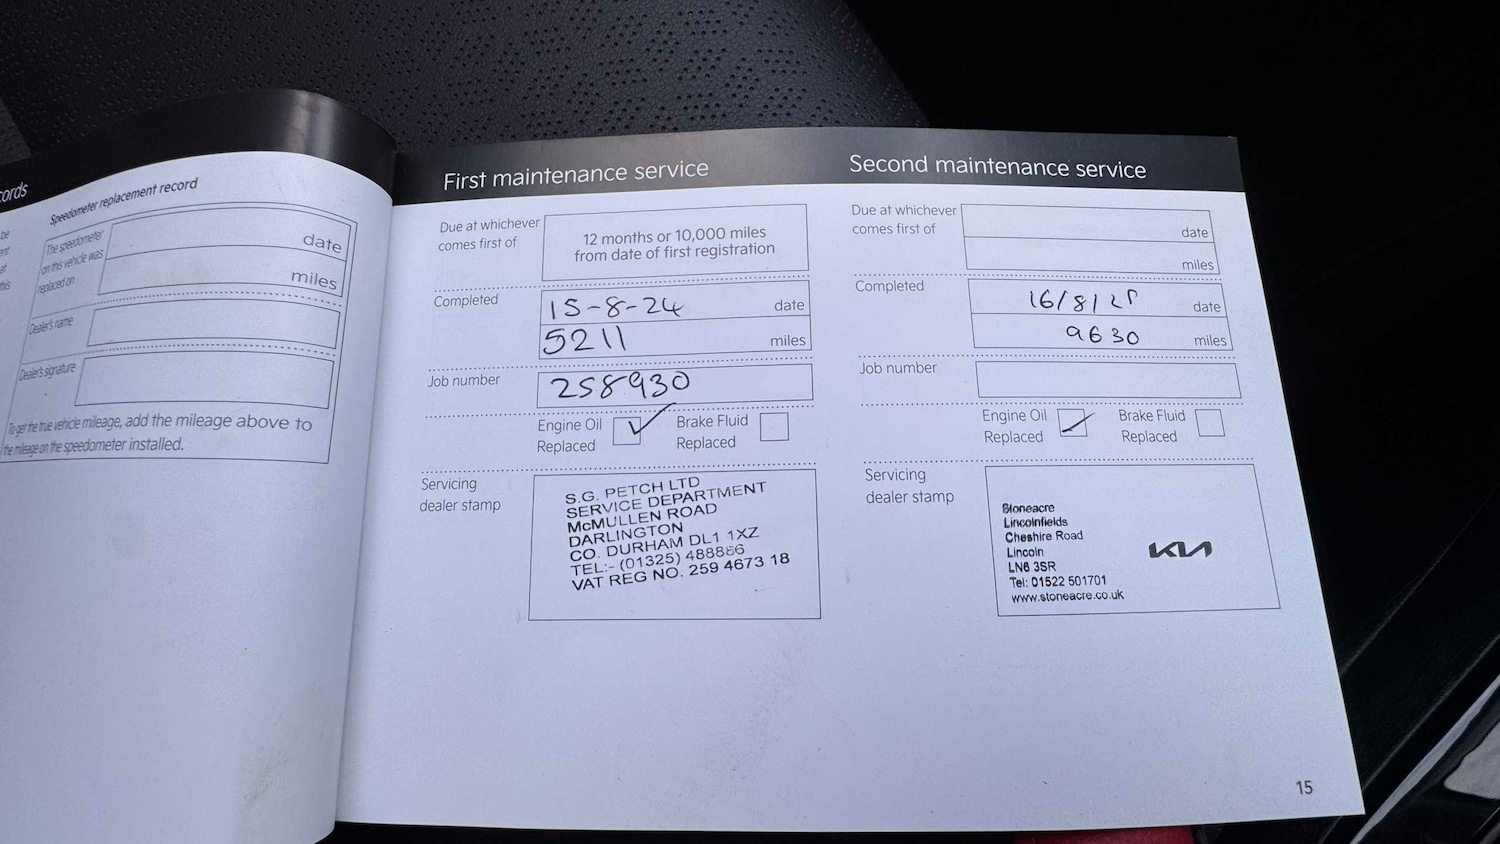 cords
be
this
Speedometer replacement record
The speedometer
on this vehicle was
replaced on
date
miles
Dealer's name
Dealer's signature
To get the true vehicle mileage, add the mileage above to
the mileage on the speedometer installed.
First maintenance service
Due at whichever
comes first of
12 months or 10,000 miles
from date of first registration
Completed
15-8-24 date
5211 miles
Job number
258930
Engine Oil
Replaced
Brake Fluid
Replaced
Servicing
dealer stamp
S.G. PETCH LTD
SERVICE DEPARTMENT
McMULLEN ROAD
DARLINGTON
CO. DURHAM DL1 1XZ
TEL:- (01325) 488886
VAT REG NO. 259 4673 18
Second maintenance service
Due at whichever
comes first of
date
miles
Completed
16/8/25 date
9630 miles
Job number
Engine Oil
Replaced
Brake Fluid
Replaced
Servicing
dealer stamp
Stoneacre
Lincolnfields
Cheshire Road
Lincoln
LN6 3SR
Tel: 01522 501701
www.stoneacre.co.uk
KIA
15